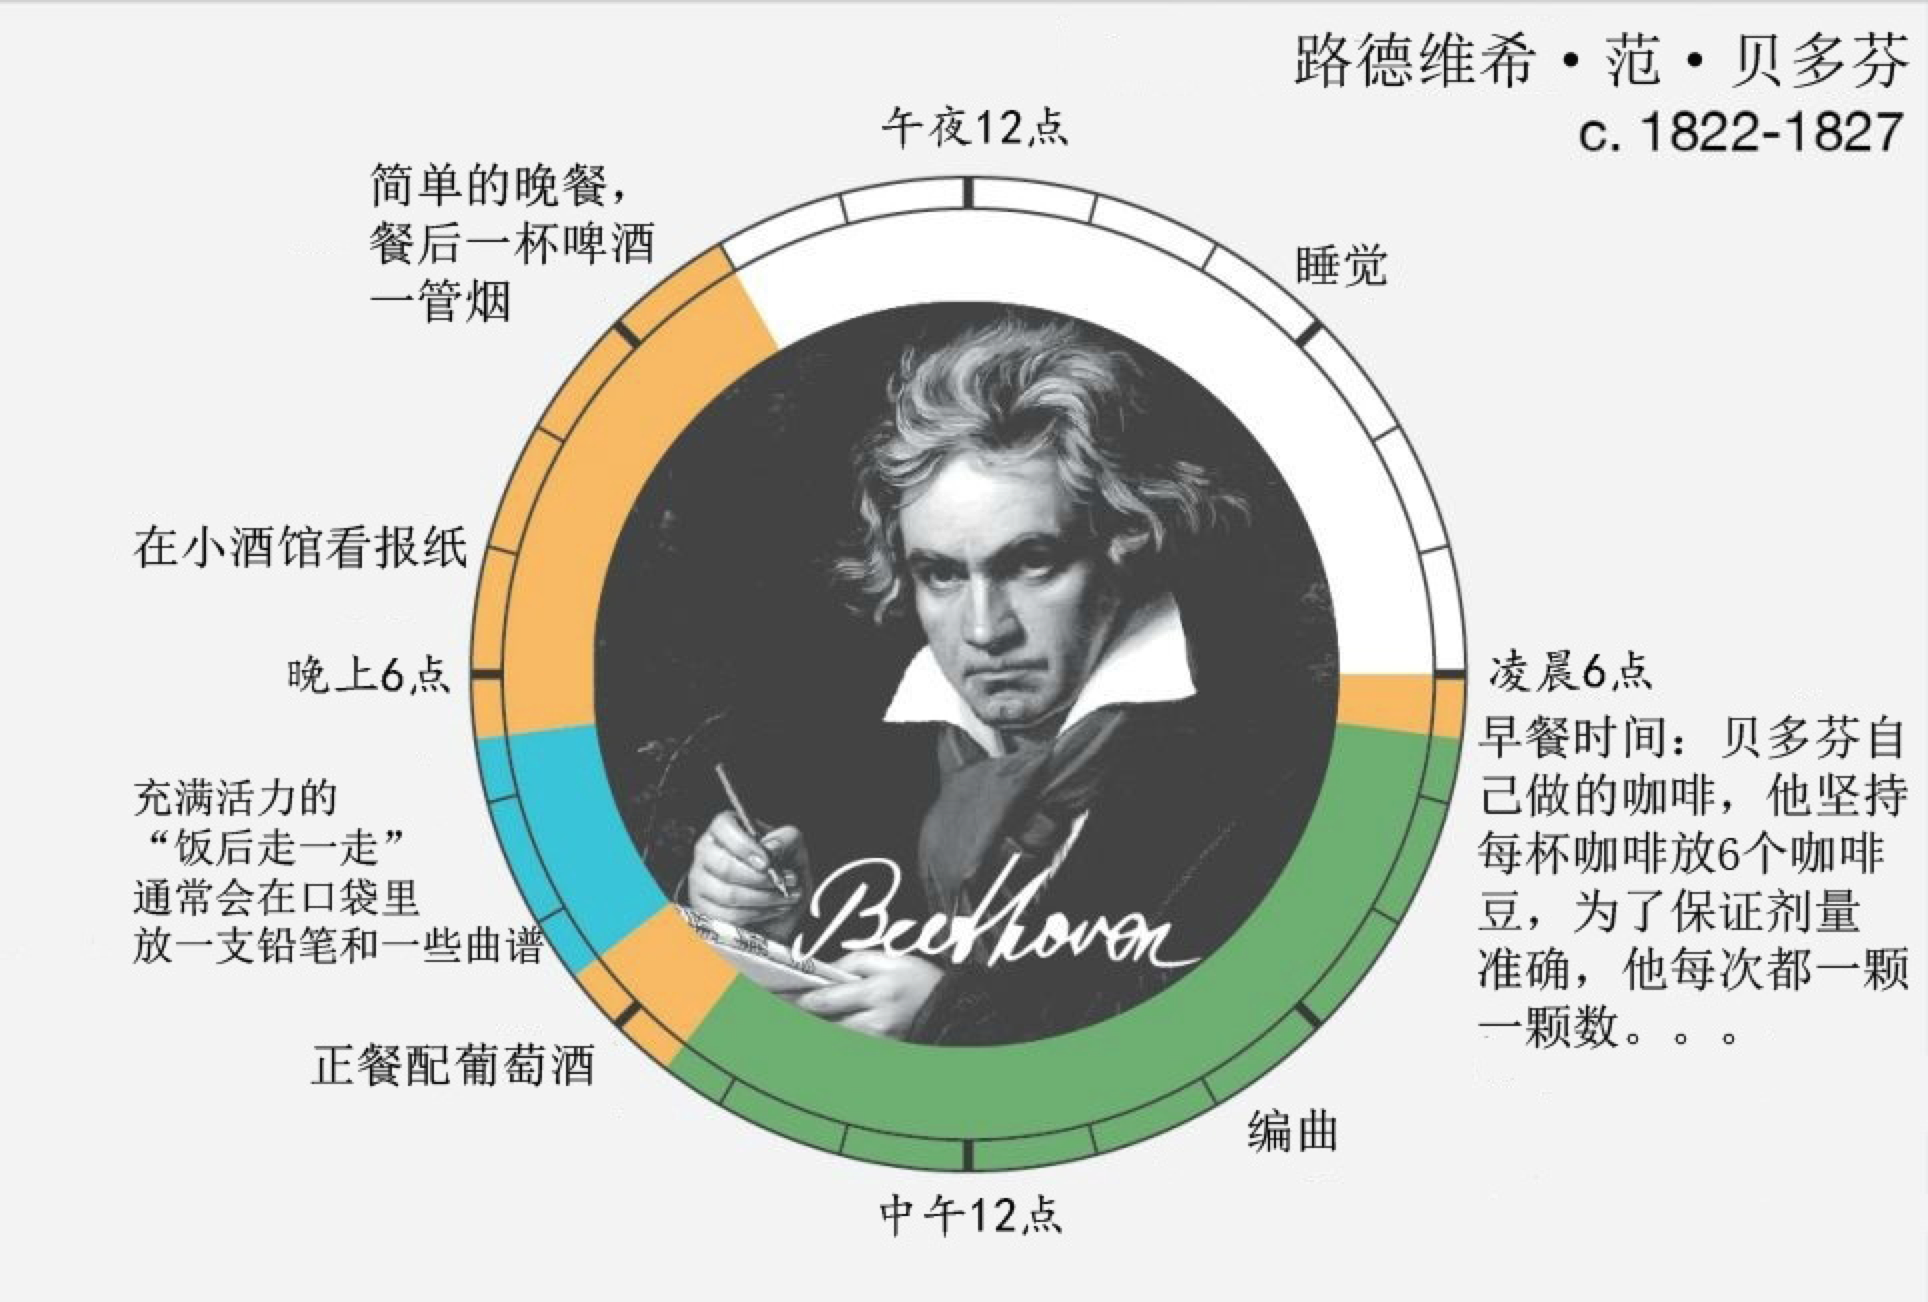 路德维希·范·贝多芬
c. 1822-1827
午夜12点
简单的晚餐，
餐后一杯啤酒
一管烟
睡觉
在小酒馆看报纸
晚上6点
凌晨6点
早餐时间：贝多芬自
己做的咖啡，他坚持
每杯咖啡放6个咖啡
豆，为了保证剂量
准确，他每次都一颗
一颗数。。。
充满活力的
“饭后走一走”
通常会在口袋里
放一支铅笔和一些曲谱
Beethoven
正餐配葡萄酒
编曲
中午12点